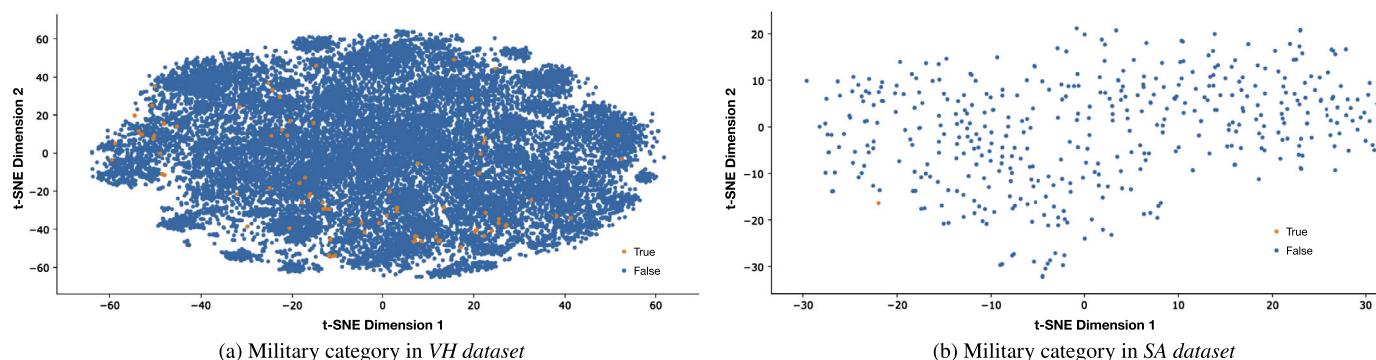 60
40
20
0
−20
−40
−60
−60
−40
−20
0
20
40
60
t-SNE Dimension 2
t-SNE Dimension 1
True
False
(a) Military category in VH dataset
20
10
0
−10
−20
−30
−30
−20
−10
0
10
20
30
t-SNE Dimension 2
t-SNE Dimension 1
True
False
(b) Military category in SA dataset